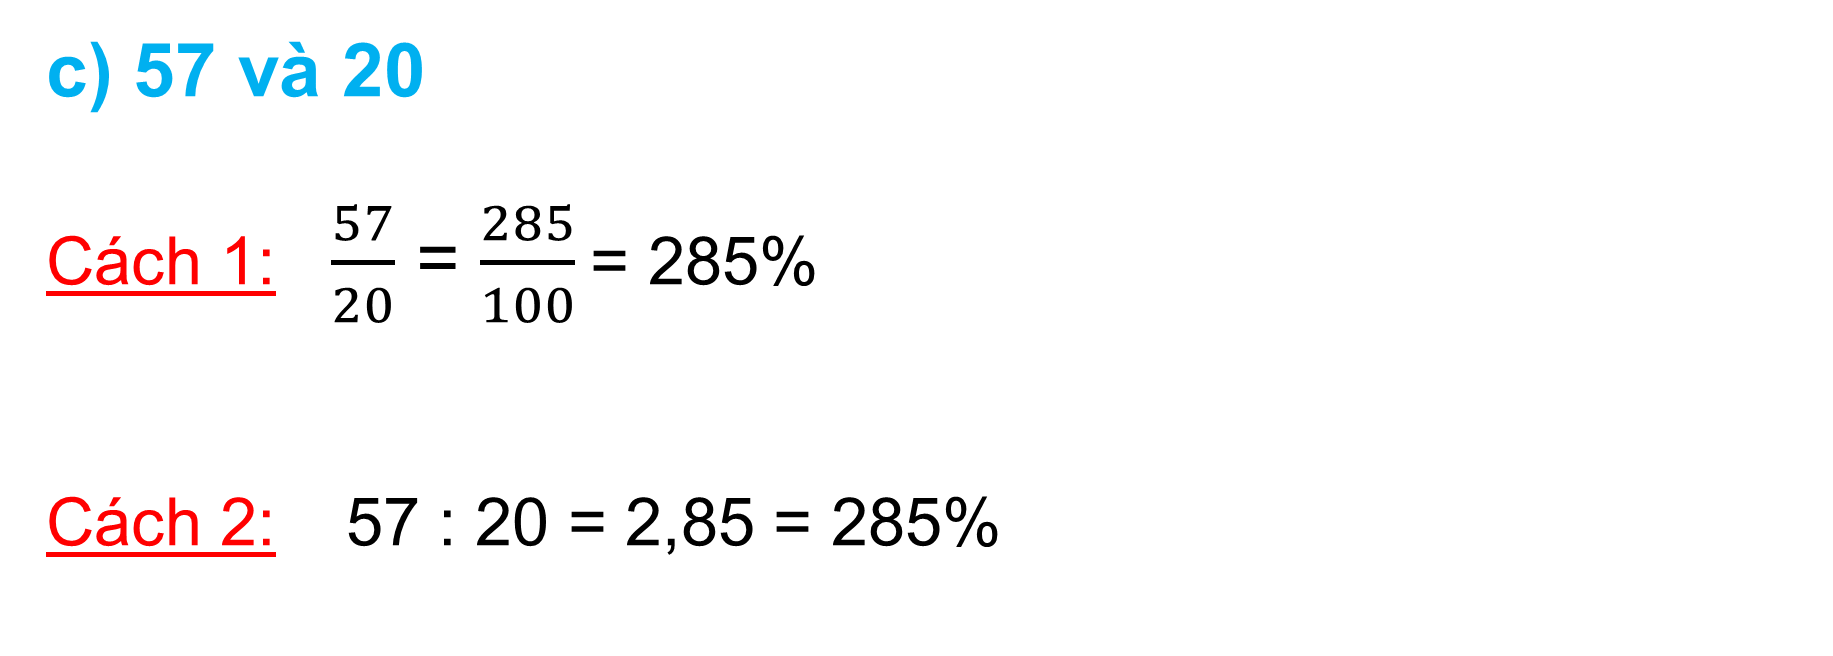 c) 57 và 20
Cách 1: 57/20 = 285/100 = 285%
Cách 2: 57 : 20 = 2,85 = 285%